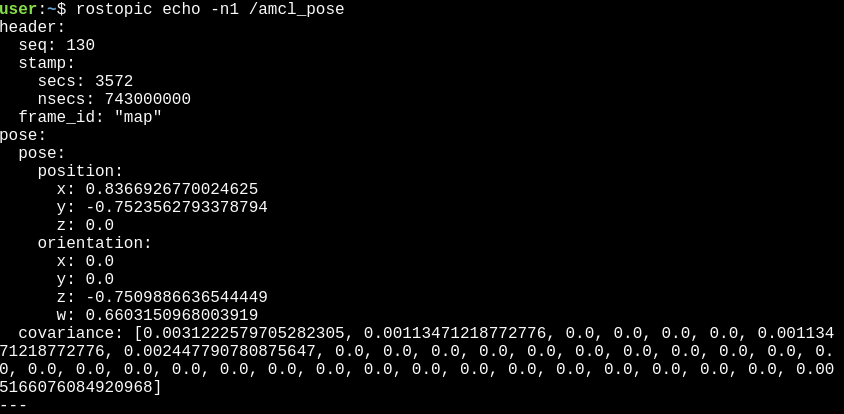 user:~$ rostopic echo -n1 /amcl_pose
header:
  seq: 130
  stamp:
    secs: 3572
    nsecs: 743000000
  frame_id: "map"
pose:
  pose:
    position:
      x: 0.8366926770024625
      y: -0.7523562793378794
      z: 0.0
    orientation:
      x: 0.0
      y: 0.0
      z: -0.7509886636544449
      w: 0.6603150968003919
  covariance: [0.0031222579705282305, 0.00113471218772776, 0.0, 0.0, 0.0, 0.0, 0.001134
71218772776, 0.002447790780875647, 0.0, 0.0, 0.0, 0.0, 0.0, 0.0, 0.0, 0.0, 0.0, 0.0, 0.
0, 0.0, 0.0, 0.0, 0.0, 0.0, 0.0, 0.0, 0.0, 0.0, 0.0, 0.0, 0.0, 0.0, 0.0, 0.0, 0.0, 0.00
5166076084920968]
---